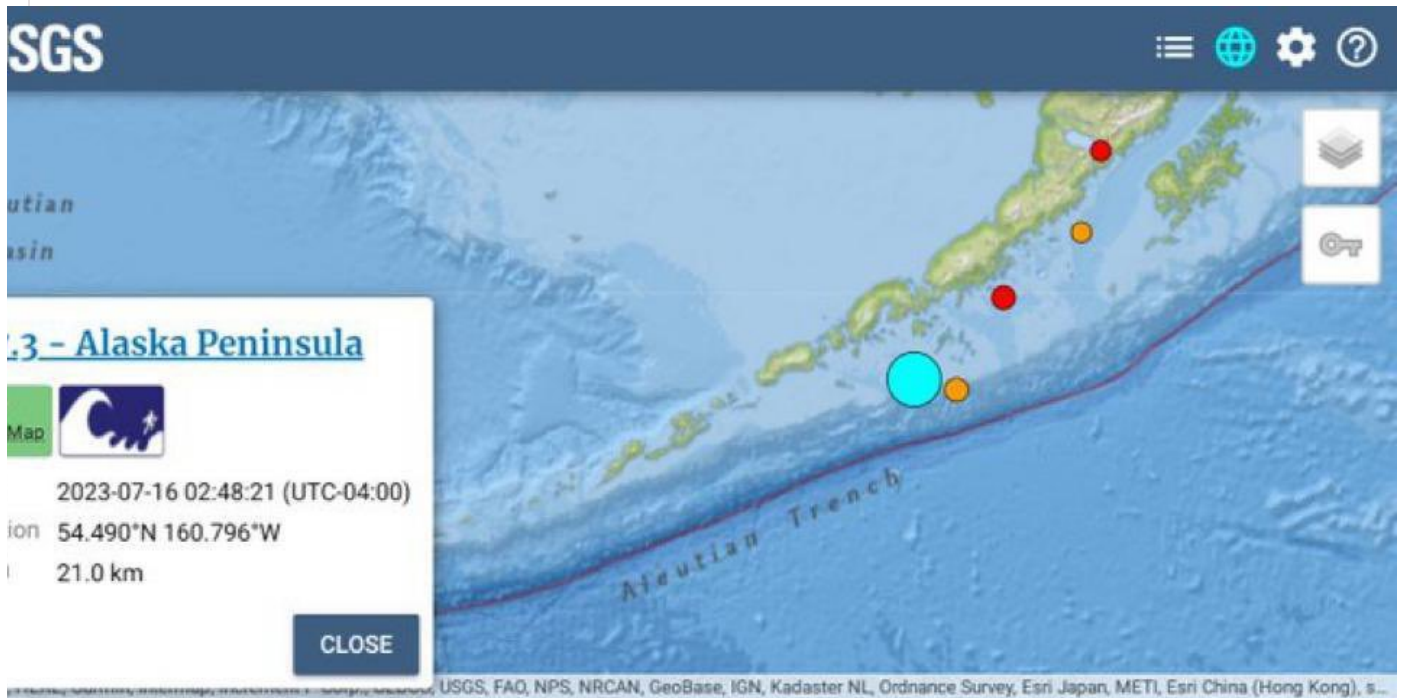 SGS
utian
asin
.3 - Alaska Peninsula
Map
2023-07-16 02:48:21 (UTC-04:00)
ion 54.490°N 160.796°W
21.0 km
CLOSE
Aleutian Trench
USGS, FAO, NPS, NRCAN, GeoBase, IGN, Kadaster NL, Ordnance Survey, Esri Japan, METI, Esri China (Hong Kong), s...